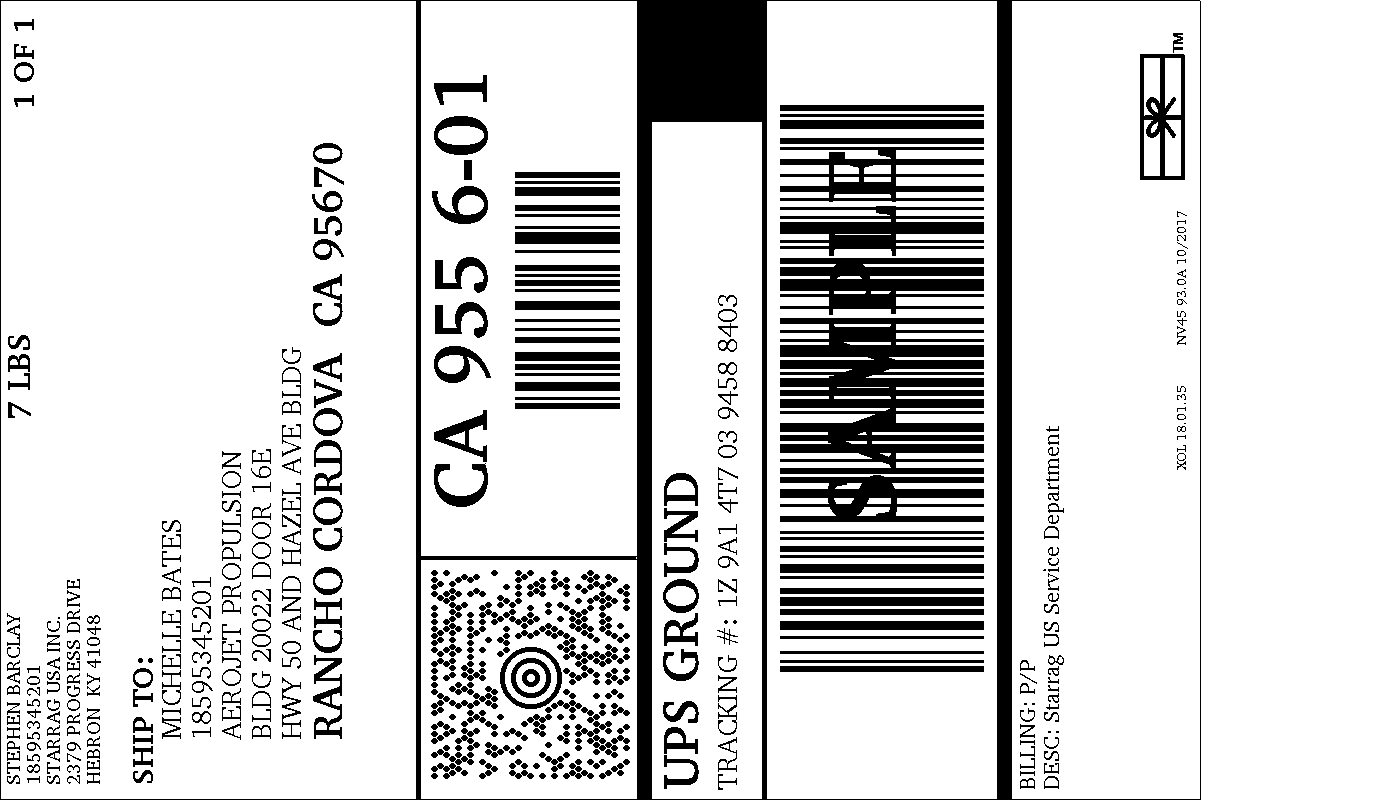 STEPHEN BARCLAY
18595345201
STARRAG USA INC.
2379 PROGRESS DRIVE
HEBRON KY 41048
7 LBS
1 OF 1
SHIP TO:
MICHELLE BATES
18595345201
AEROJET PROPULSION
BLDG 20022 DOOR 16E
HWY 50 AND HAZEL AVE BLDG
RANCHO CORDOVA CA 95670
CA 955 6-01
UPS GROUND
TRACKING #: 1Z 9A1 4T7 03 9458 8403
SAMPLE
BILLING: P/P
DESC: Starrag US Service Department
XOL 18.01.35 NV45 93.0A 10/2017
TM